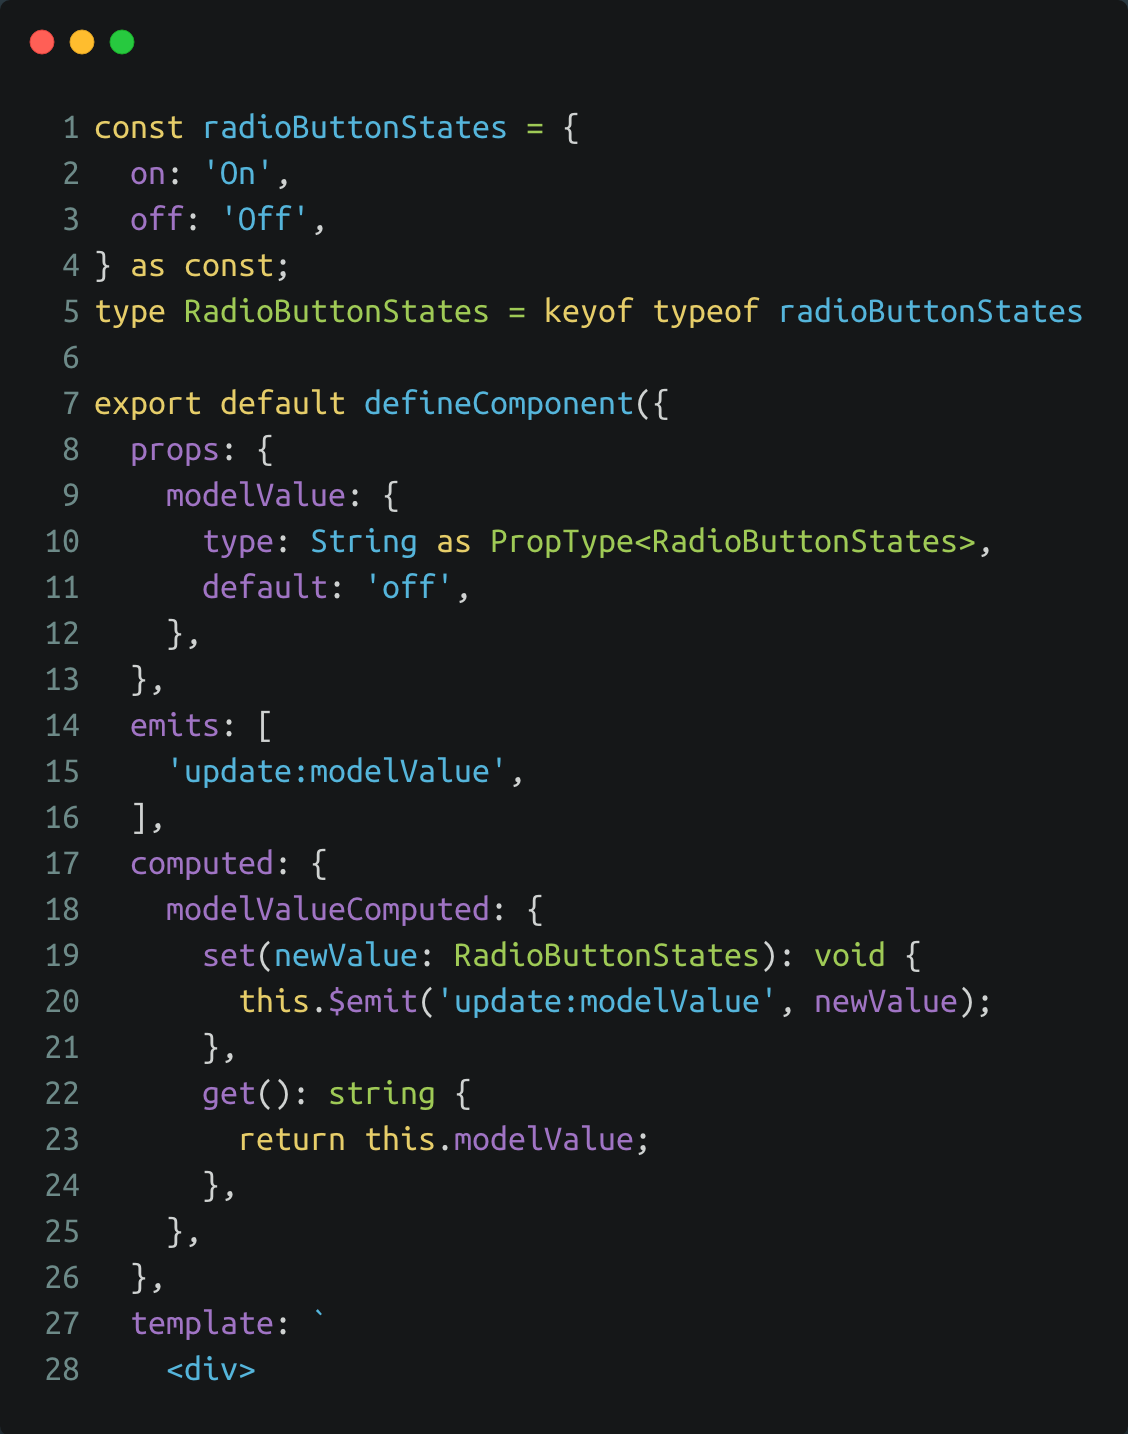 1 const radioButtonStates = {
2   on: 'On',
3   off: 'Off',
4 } as const;
5 type RadioButtonStates = keyof typeof radioButtonStates
6
7 export default defineComponent({
8   props: {
9     modelValue: {
10       type: String as PropType<RadioButtonStates>,
11       default: 'off',
12     },
13   },
14   emits: [
15     'update:modelValue',
16   ],
17   computed: {
18     modelValueComputed: {
19       set(newValue: RadioButtonStates): void {
20         this.$emit('update:modelValue', newValue);
21       },
22       get(): string {
23         return this.modelValue;
24       },
25     },
26   },
27   template: `
28     <div>